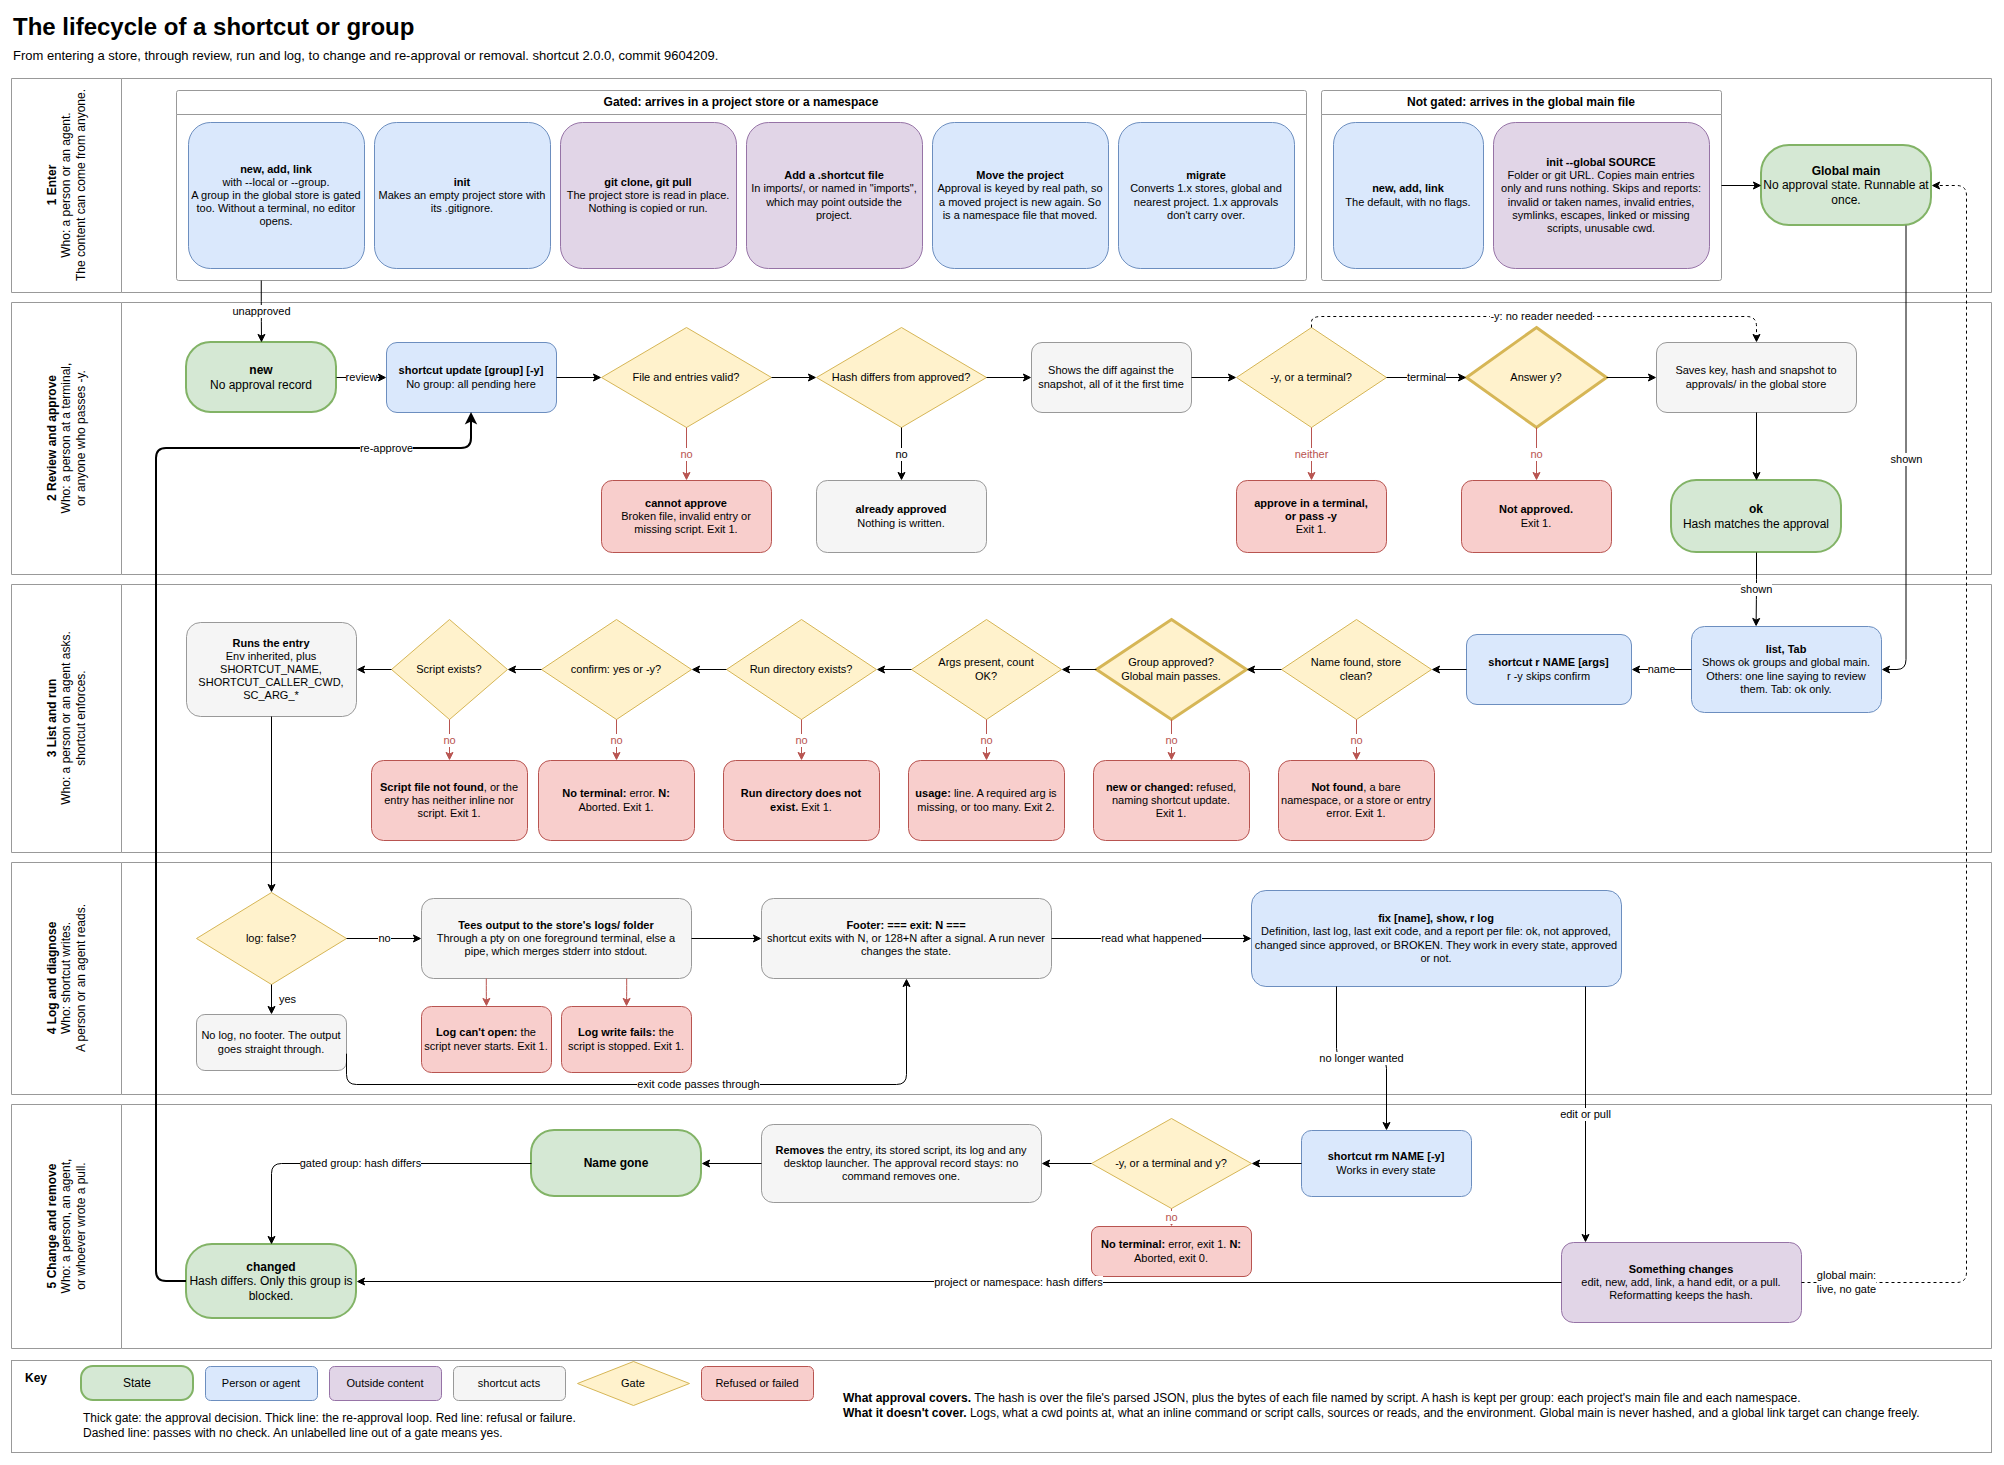 The lifecycle of a shortcut or group
From entering a store, through review, run and log, to change and re-approval or removal. shortcut 2.0.0, commit 9604209.
1 Enter
Who: a person or an agent.
The content can come from anyone.
Gated: arrives in a project store or a namespace
new, add, link
with --local or --group.
A group in the global store is gated
too. Without a terminal, no editor
opens.
init
Makes an empty project store with
its .gitignore.
git clone, git pull
The project store is read in place.
Nothing is copied or run.
Add a .shortcut file
In imports/, or named in "imports",
which may point outside the
project.
Move the project
Approval is keyed by real path, so
a moved project is new again. So
is a namespace file that moved.
migrate
Converts 1.x stores, global and
nearest project. 1.x approvals
don't carry over.
Not gated: arrives in the global main file
new, add, link
The default, with no flags.
init --global SOURCE
Folder or git URL. Copies main entries
only and runs nothing. Skips and reports:
invalid or taken names, invalid entries,
symlinks, escapes, linked or missing
scripts, unusable cwd.
Global main
No approval state. Runnable at
once.
unapproved
2 Review and approve
Who: a person at a terminal,
or anyone who passes -y.
new
No approval record
review
shortcut update [group] [-y]
No group: all pending here
File and entries valid?
Hash differs from approved?
Shows the diff against the
snapshot, all of it the first time
-y, or a terminal?
-y: no reader needed
terminal
Answer y?
Saves key, hash and snapshot to
approvals/ in the global store
re-approve
no
no
neither
no
shown
cannot approve
Broken file, invalid entry or
missing script. Exit 1.
already approved
Nothing is written.
approve in a terminal,
or pass -y
Exit 1.
Not approved.
Exit 1.
ok
Hash matches the approval
shown
3 List and run
Who: a person or an agent asks.
shortcut enforces.
Runs the entry
Env inherited, plus
SHORTCUT_NAME,
SHORTCUT_CALLER_CWD,
SC_ARG_*
Script exists?
confirm: yes or -y?
Run directory exists?
Args present, count
OK?
Group approved?
Global main passes.
Name found, store
clean?
shortcut r NAME [args]
r -y skips confirm
name
list, Tab
Shows ok groups and global main.
Others: one line saying to review
them. Tab: ok only.
no
no
no
no
no
no
Script file not found, or the
entry has neither inline nor
script. Exit 1.
No terminal: error. N:
Aborted. Exit 1.
Run directory does not
exist. Exit 1.
usage: line. A required arg is
missing, or too many. Exit 2.
new or changed: refused,
naming shortcut update.
Exit 1.
Not found, a bare
namespace, or a store or entry
error. Exit 1.
4 Log and diagnose
Who: shortcut writes.
A person or an agent reads.
log: false?
no
Tees output to the store's logs/ folder
Through a pty on one foreground terminal, else a
pipe, which merges stderr into stdout.
Footer: === exit: N ===
shortcut exits with N, or 128+N after a signal. A run never
changes the state.
read what happened
fix [name], show, r log
Definition, last log, last exit code, and a report per file: ok, not approved,
changed since approved, or BROKEN. They work in every state, approved
or not.
yes
No log, no footer. The output
goes straight through.
Log can't open: the
script never starts. Exit 1.
Log write fails: the
script is stopped. Exit 1.
exit code passes through
no longer wanted
edit or pull
5 Change and remove
Who: a person, an agent,
or whoever wrote a pull.
gated group: hash differs
Name gone
Removes the entry, its stored script, its log and any
desktop launcher. The approval record stays: no
command removes one.
-y, or a terminal and y?
shortcut rm NAME [-y]
Works in every state
no
No terminal: error, exit 1. N:
Aborted, exit 0.
changed
Hash differs. Only this group is
blocked.
project or namespace: hash differs
Something changes
edit, new, add, link, a hand edit, or a pull.
Reformatting keeps the hash.
global main:
live, no gate
Key
State
Person or agent
Outside content
shortcut acts
Gate
Refused or failed
Thick gate: the approval decision. Thick line: the re-approval loop. Red line: refusal or failure.
Dashed line: passes with no check. An unlabelled line out of a gate means yes.
What approval covers. The hash is over the file's parsed JSON, plus the bytes of each file named by script. A hash is kept per group: each project's main file and each namespace.
What it doesn't cover. Logs, what a cwd points at, what an inline command or script calls, sources or reads, and the environment. Global main is never hashed, and a global link target can change freely.